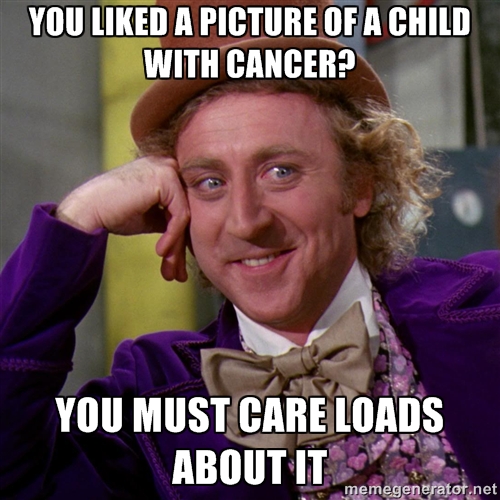 YOU LIKED A PICTURE OF A CHILD
WITH CANCER?
YOU MUST CARE LOADS
ABOUT IT
memegenerator.net